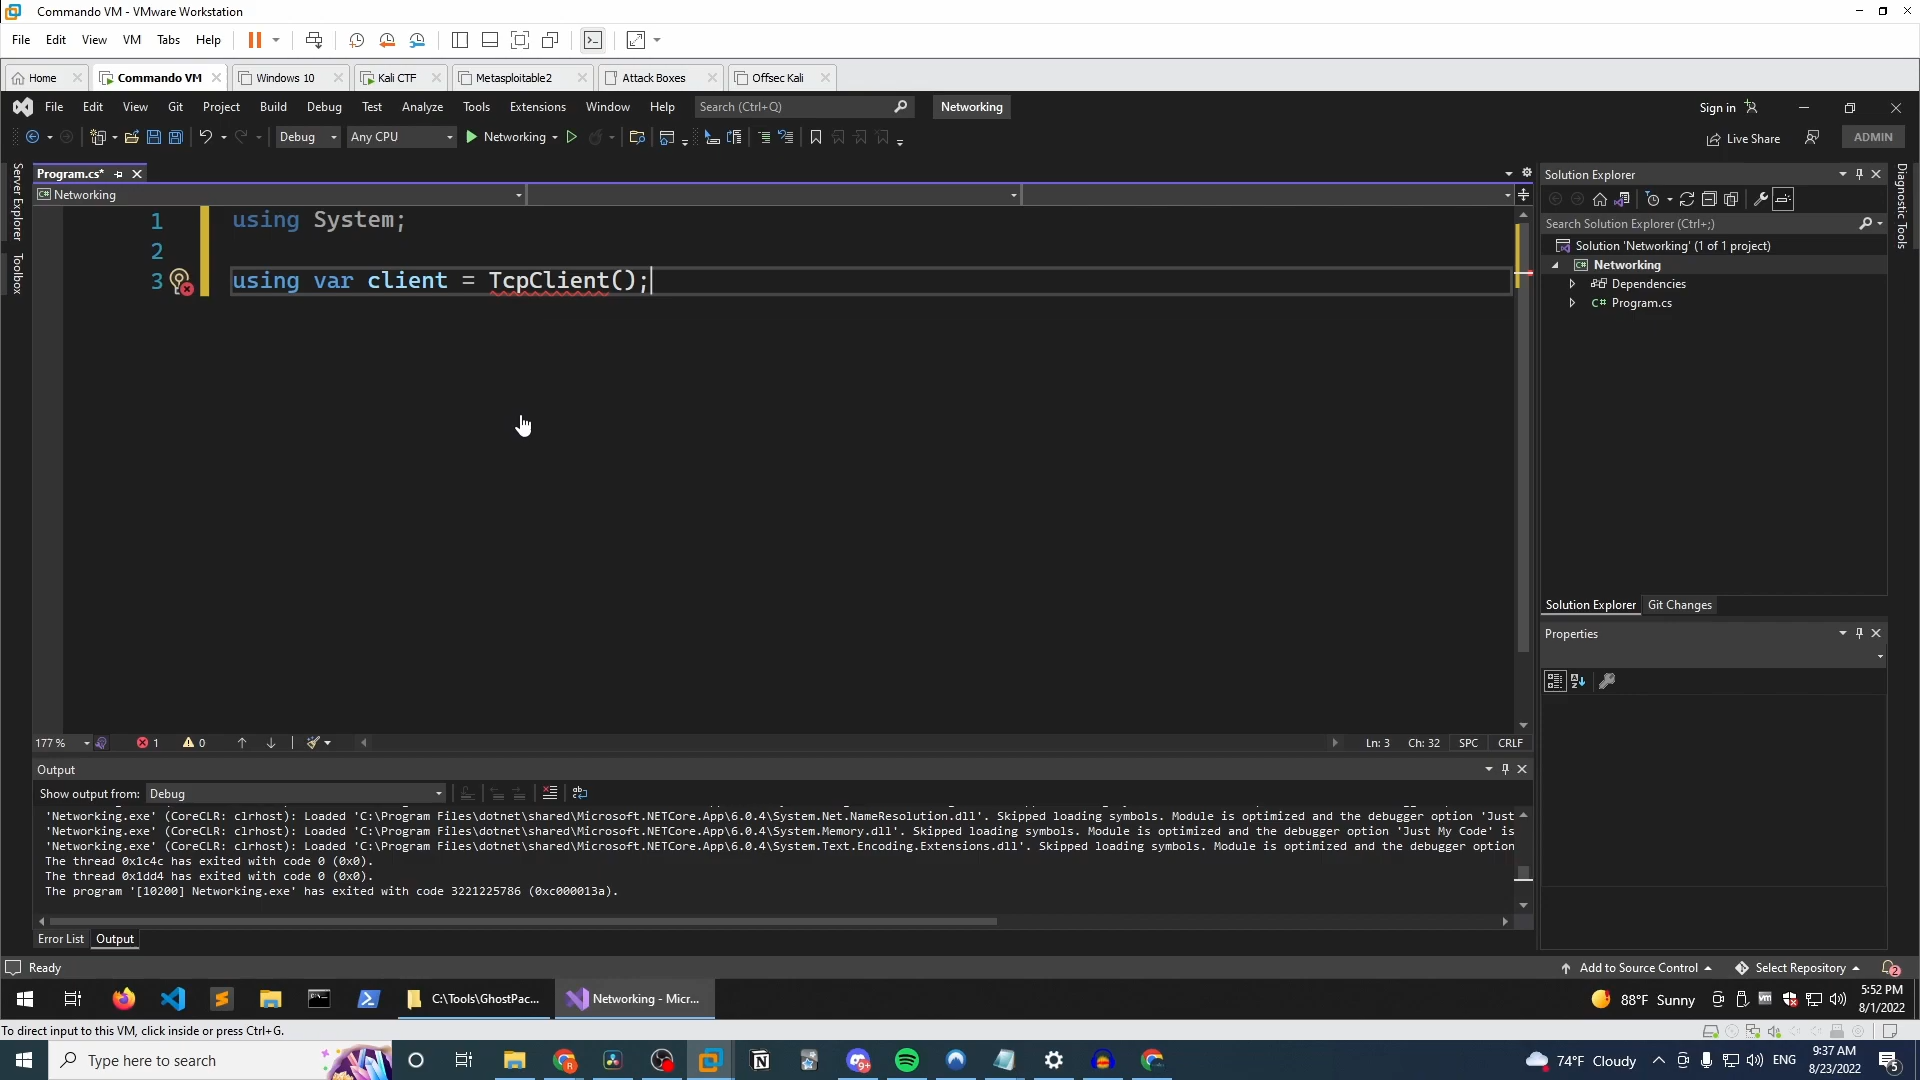 Commando VM - VMware Workstation
File Edit View VM Tabs Help
Home Commando VM Windows 10 Kali CTF Metasploitable2 Attack Boxes Offsec Kali
File Edit View Git Project Build Debug Test Analyze Tools Extensions Window Help Search (Ctrl+Q) Networking Sign in
Debug Any CPU Networking Live Share ADMIN
Server Explorer
Toolbox
Program.cs*
Networking
1 using System;
2
3 using var client = TcpClient();
Solution Explorer
Search Solution Explorer (Ctrl+;)
Solution 'Networking' (1 of 1 project)
C# Networking
Dependencies
C# Program.cs
Diagnostic Tools
Solution Explorer Git Changes
Properties
177 % 1 0 Ln: 3 Ch: 32 SPC CRLF
Output
Show output from: Debug
'Networking.exe' (CoreCLR: clrhost): Loaded 'C:\Program Files\dotnet\shared\Microsoft.NETCore.App\6.0.4\System.Net.NameResolution.dll'. Skipped loading symbols. Module is optimized and the debugger option 'Just
'Networking.exe' (CoreCLR: clrhost): Loaded 'C:\Program Files\dotnet\shared\Microsoft.NETCore.App\6.0.4\System.Memory.dll'. Skipped loading symbols. Module is optimized and the debugger option 'Just My Code' is
'Networking.exe' (CoreCLR: clrhost): Loaded 'C:\Program Files\dotnet\shared\Microsoft.NETCore.App\6.0.4\System.Text.Encoding.Extensions.dll'. Skipped loading symbols. Module is optimized and the debugger option
The thread 0x1c4c has exited with code 0 (0x0).
The thread 0x1dd4 has exited with code 0 (0x0).
The program '[10200] Networking.exe' has exited with code 3221225786 (0xc000013a).
Error List Output
Ready Add to Source Control Select Repository 2
C:\Tools\GhostPac... Networking - Micr... 88°F Sunny 5:52 PM
8/1/2022
To direct input to this VM, click inside or press Ctrl+G.
Type here to search 74°F Cloudy ENG 9:37 AM
8/23/2022 5